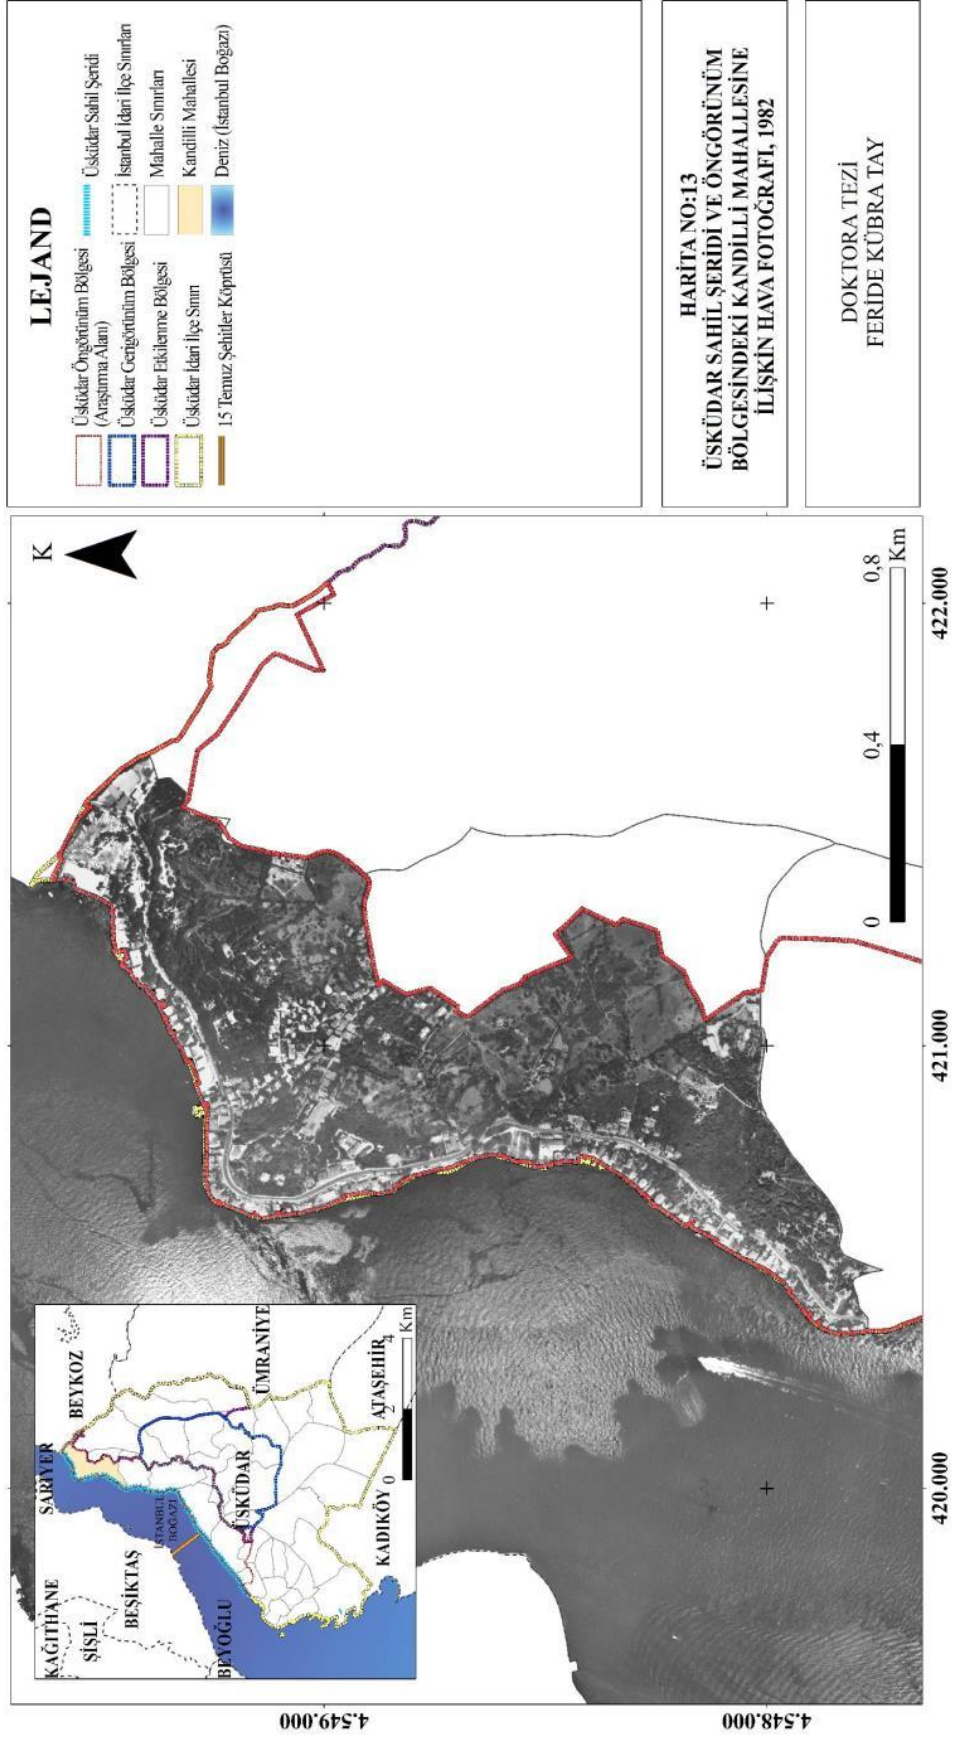 LEJAND
Üsküdar Öngörünüm Bölgesi
(Araştırma Alanı)
Üsküdar Gerigörünüm Bölgesi
Üsküdar Etkilenme Bölgesi
Üsküdar İdari İlçe Sınırı
15 Temuz Şehitler Köprüsü
Üsküdar Sahil Şeridi
İstanbul İdari İlçe Sınırları
Mahalle Sınırları
Kandilli Mahallesi
Deniz (İstanbul Boğazı)
HARİTA NO:13
ÜSKÜDAR SAHİL ŞERİDİ VE ÖNGÖRÜNÜM
BÖLGESİNDEKİ KANDİLLİ MAHALLESİNE
İLİŞKİN HAVA FOTOĞRAFI, 1982
DOKTORA TEZİ
FERİDE KÜBRA TAY
K
KAĞITHANE
SARIYER
BEYKOZ
ŞİŞLİ
BEŞİKTAŞ
İSTANBUL
BOĞAZI
BEYOĞLU
ÜSKÜDAR
ÜMRANİYE
KADIKÖY
ATAŞEHİR
0 2 4
Km
0 0,4 0,8
Km
4.549.000
4.548.000
420.000
421.000
422.000